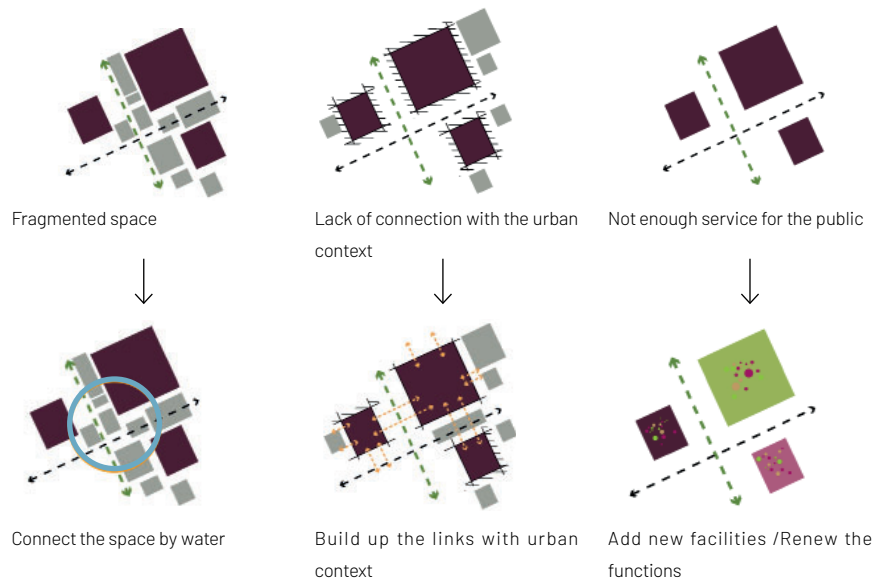 Fragmented space
Lack of connection with the urban
context
Not enough service for the public
Connect the space by water
Build up the links with urban
context
Add new facilities /Renew the
functions